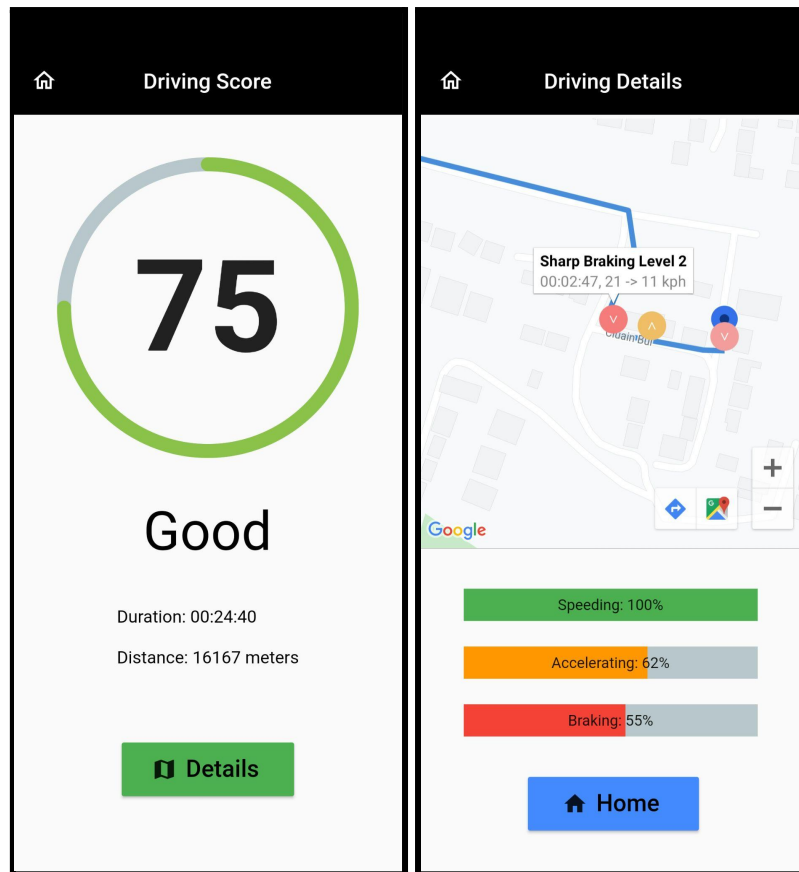 Driving Score
75
Good
Duration: 00:24:40
Distance: 16167 meters
Details
Driving Details
Sharp Braking Level 2
00:02:47, 21 -> 11 kph
Google
Speeding: 100%
Accelerating: 62%
Braking: 55%
Home